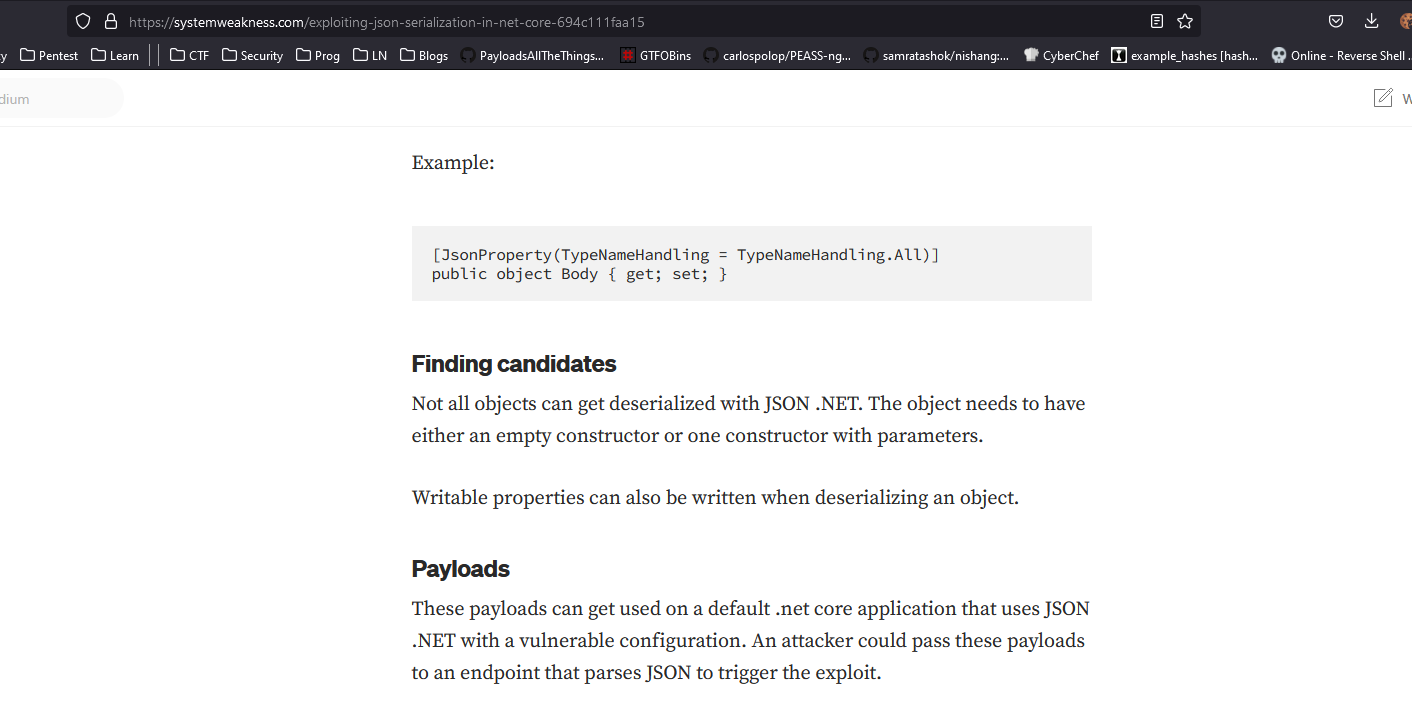 https://systemweakness.com/exploiting-json-serialization-in-net-core-694c111faa15
y Pentest Learn CTF Security Prog LN Blogs PayloadsAllTheThings... GTFOBins carlospolop/PEASS-ng... samratashok/nishang:... CyberChef example_hashes [hash... Online - Reverse Shell ..
dium W
Example:
[JsonProperty(TypeNameHandling = TypeNameHandling.All)]
public object Body { get; set; }
Finding candidates
Not all objects can get deserialized with JSON .NET. The object needs to have
either an empty constructor or one constructor with parameters.
Writable properties can also be written when deserializing an object.
Payloads
These payloads can get used on a default .net core application that uses JSON
.NET with a vulnerable configuration. An attacker could pass these payloads
to an endpoint that parses JSON to trigger the exploit.